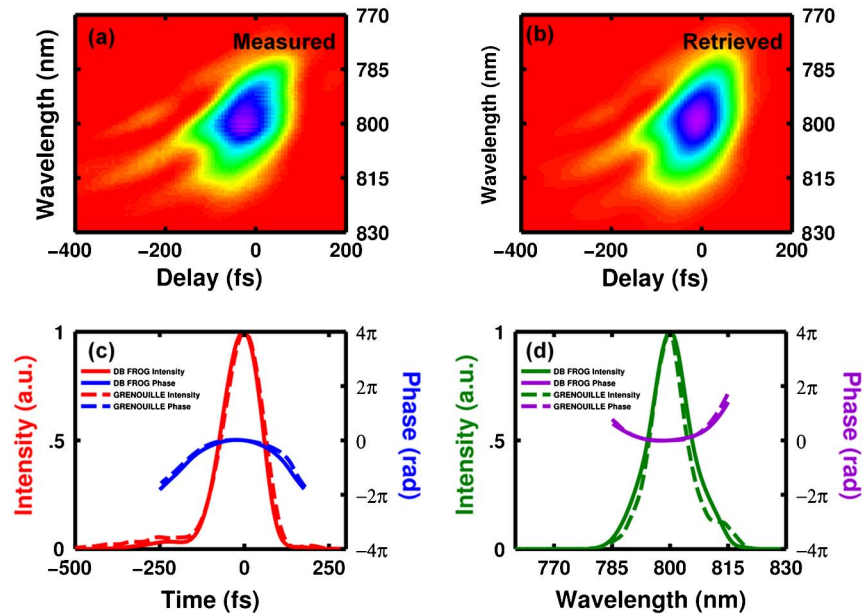 (a) Measured
Wavelength (nm)
770
785
800
815
830
−400 −200 0 200
Delay (fs)
(b) Retrieved
Wavelength (nm)
770
785
800
815
830
−400 −200 0 200
Delay (fs)
(c)
Intensity (a.u.)
1
.5
0
DB FROG Intensity
DB FROG Phase
GRENOUILLE Intensity
GRENOUILLE Phase
4π
2π
0
−2π
−4π
Phase (rad)
−500 −250 0 250
Time (fs)
(d)
Intensity (a.u.)
1
.5
0
DB FROG Intensity
DB FROG Phase
GRENOUILLE Intensity
GRENOUILLE Phase
4π
2π
0
−2π
−4π
Phase (rad)
770 785 800 815 830
Wavelength (nm)